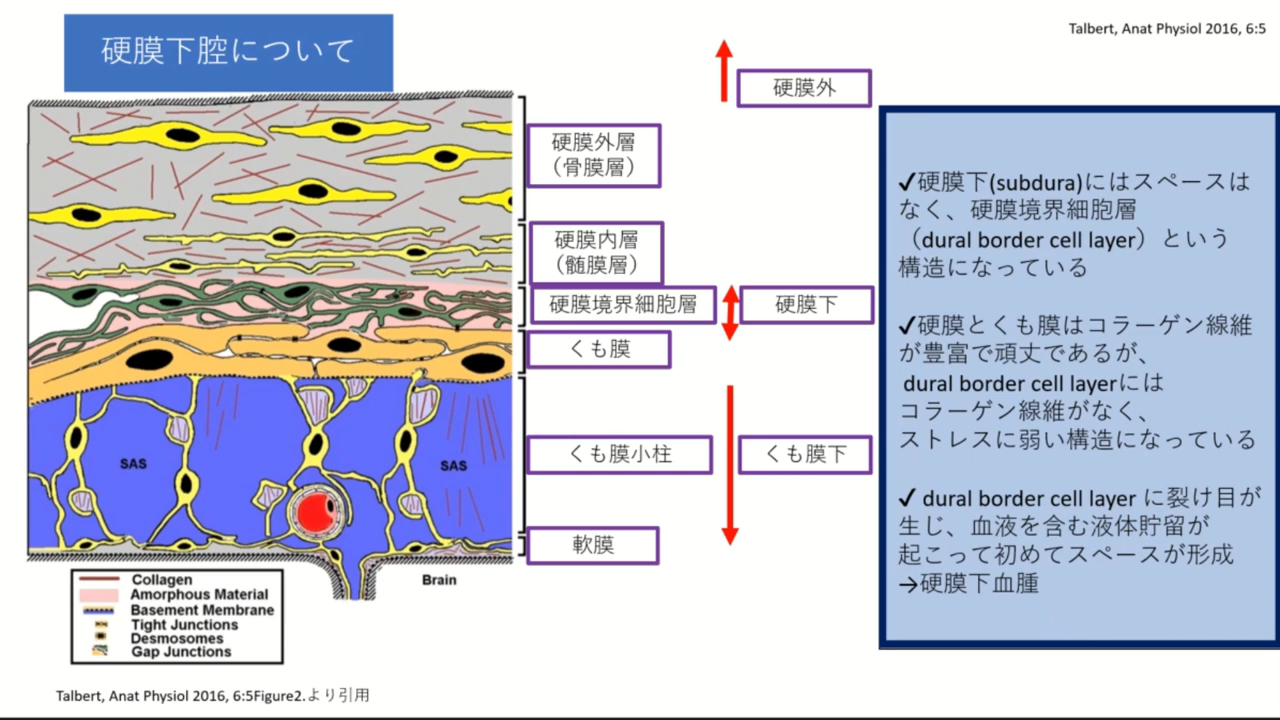 硬膜下腔について
Talbert, Anat Physiol 2016, 6:5
硬膜外
硬膜外層
（骨膜層）
硬膜内層
（髄膜層）
硬膜境界細胞層
硬膜下
くも膜
くも膜小柱
くも膜下
軟膜
SAS
SAS
Brain
Collagen
Amorphous Material
Basement Membrane
Tight Junctions
Desmosomes
Gap Junctions
✓硬膜下(subdura)にはスペースは
なく、硬膜境界細胞層
（dural border cell layer）という
構造になっている
✓硬膜とくも膜はコラーゲン線維
が豊富で頑丈であるが、
dural border cell layerには
コラーゲン線維がなく、
ストレスに弱い構造になっている
✓ dural border cell layer に裂け目が
生じ、血液を含む液体貯留が
起こって初めてスペースが形成
→硬膜下血腫
Talbert, Anat Physiol 2016, 6:5Figure2.より引用